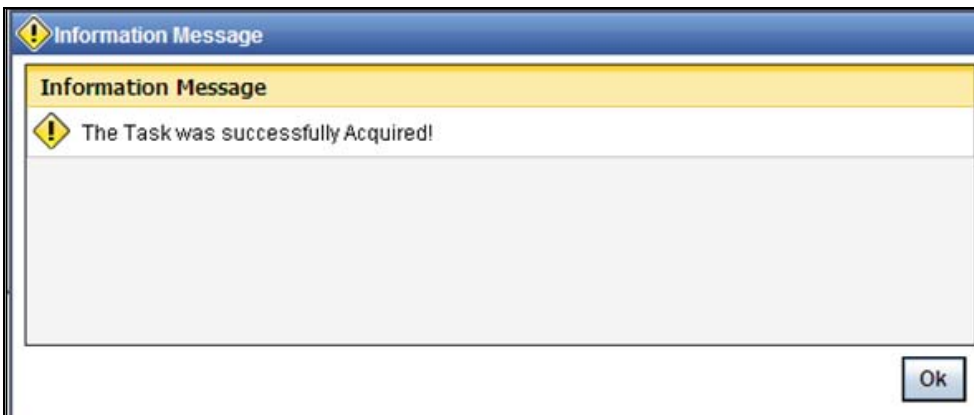 Information Message
Information Message
The Task was successfully Acquired!
Ok